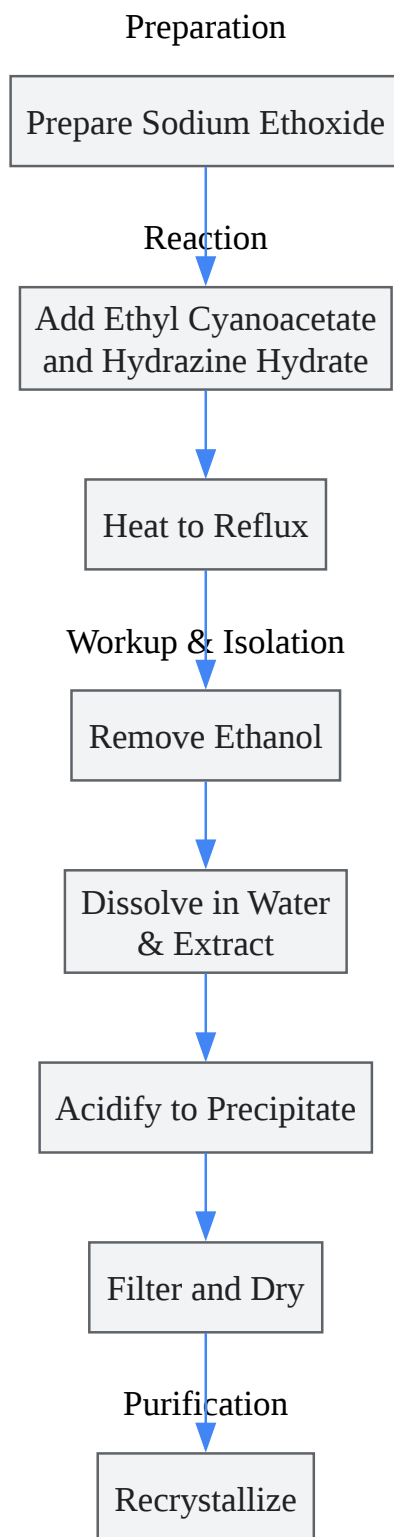 Preparation
Prepare Sodium Ethoxide
Reaction
Add Ethyl Cyanoacetate
and Hydrazine Hydrate
Heat to Reflux
Workup & Isolation
Remove Ethanol
Dissolve in Water
& Extract
Acidify to Precipitate
Filter and Dry
Purification
Recrystallize